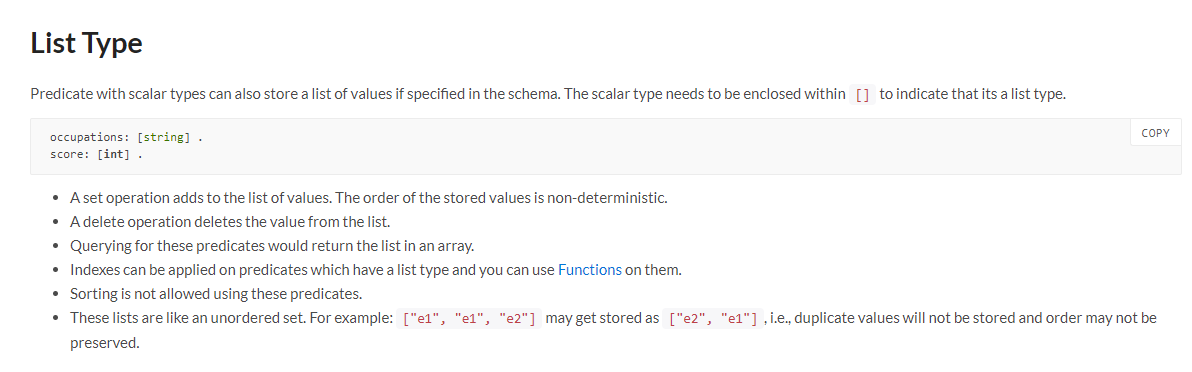 List Type
Predicate with scalar types can also store a list of values if specified in the schema. The scalar type needs to be enclosed within [] to indicate that its a list type.
occupations: [string] .
COPY
score: [int] .
A set operation adds to the list of values. The order of the stored values is non-deterministic.
A delete operation deletes the value from the list.
Querying for these predicates would return the list in an array.
Indexes can be applied on predicates which have a list type and you can use Functions on them.
Sorting is not allowed using these predicates.
These lists are like an unordered set. For example: ["e1", "e1", "e2"] may get stored as ["e2", "e1"] , i.e., duplicate values will not be stored and order may not be
preserved.